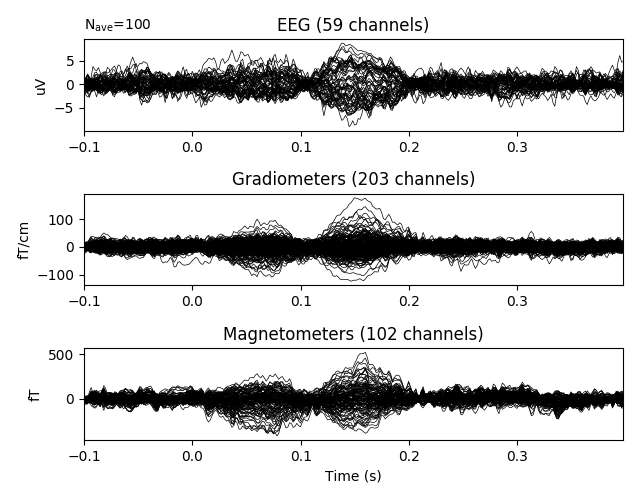 N_ave=100
EEG (59 channels)
uV
5
0
−5
−0.1 0.0 0.1 0.2 0.3
Gradiometers (203 channels)
fT/cm
100
0
−100
−0.1 0.0 0.1 0.2 0.3
Magnetometers (102 channels)
fT
500
0
−0.1 0.0 0.1 0.2 0.3
Time (s)